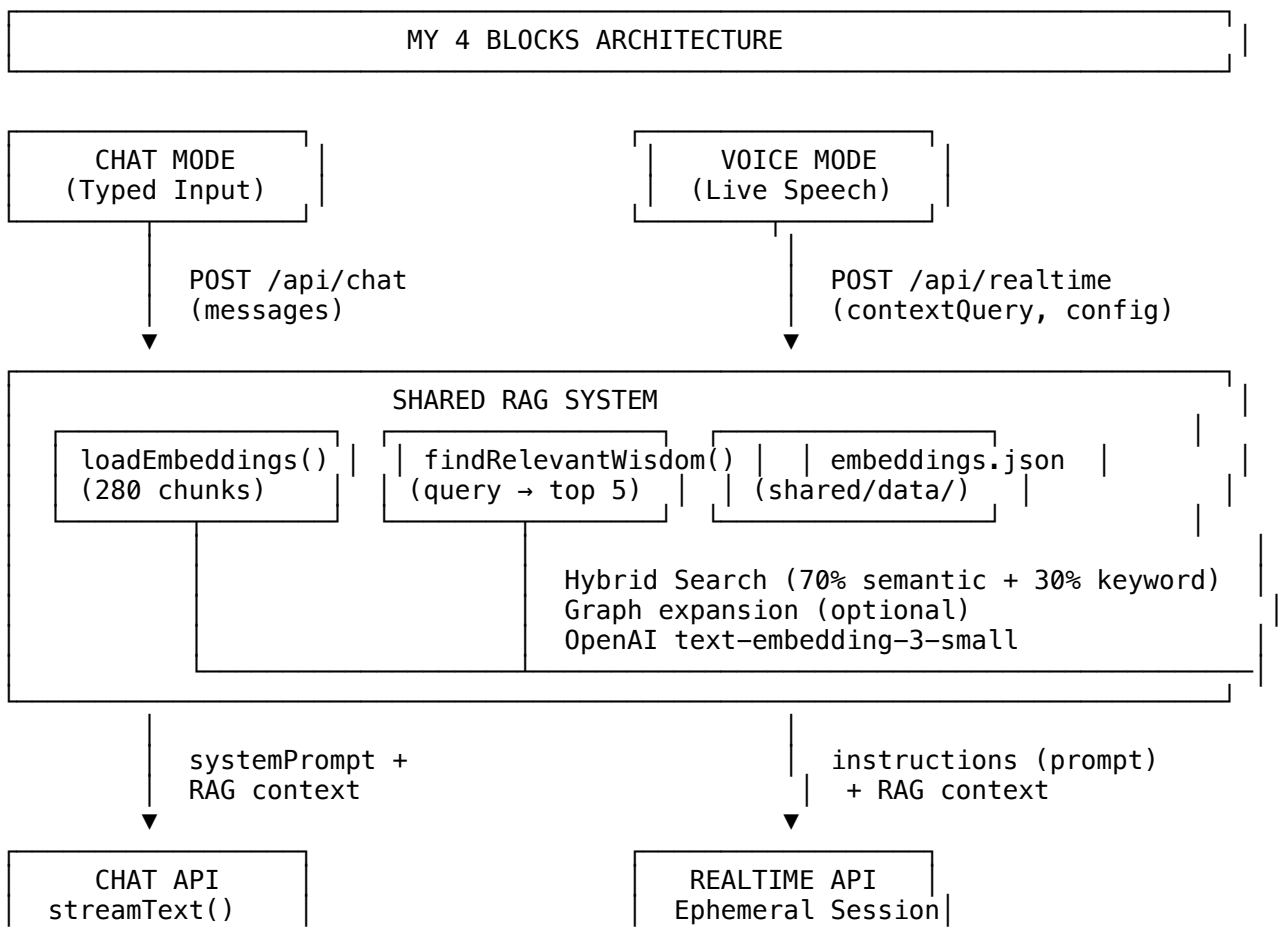 MY 4 BLOCKS ARCHITECTURE
CHAT MODE VOICE MODE
(Typed Input) (Live Speech)
POST /api/chat POST /api/realtime
(messages) (contextQuery, config)
SHARED RAG SYSTEM
loadEmbeddings() findRelevantWisdom() embeddings.json
(280 chunks) (query → top 5) (shared/data/)
Hybrid Search (70% semantic + 30% keyword)
Graph expansion (optional)
OpenAI text-embedding-3-small
systemPrompt + instructions (prompt)
RAG context + RAG context
CHAT API REALTIME API
streamText() Ephemeral Session